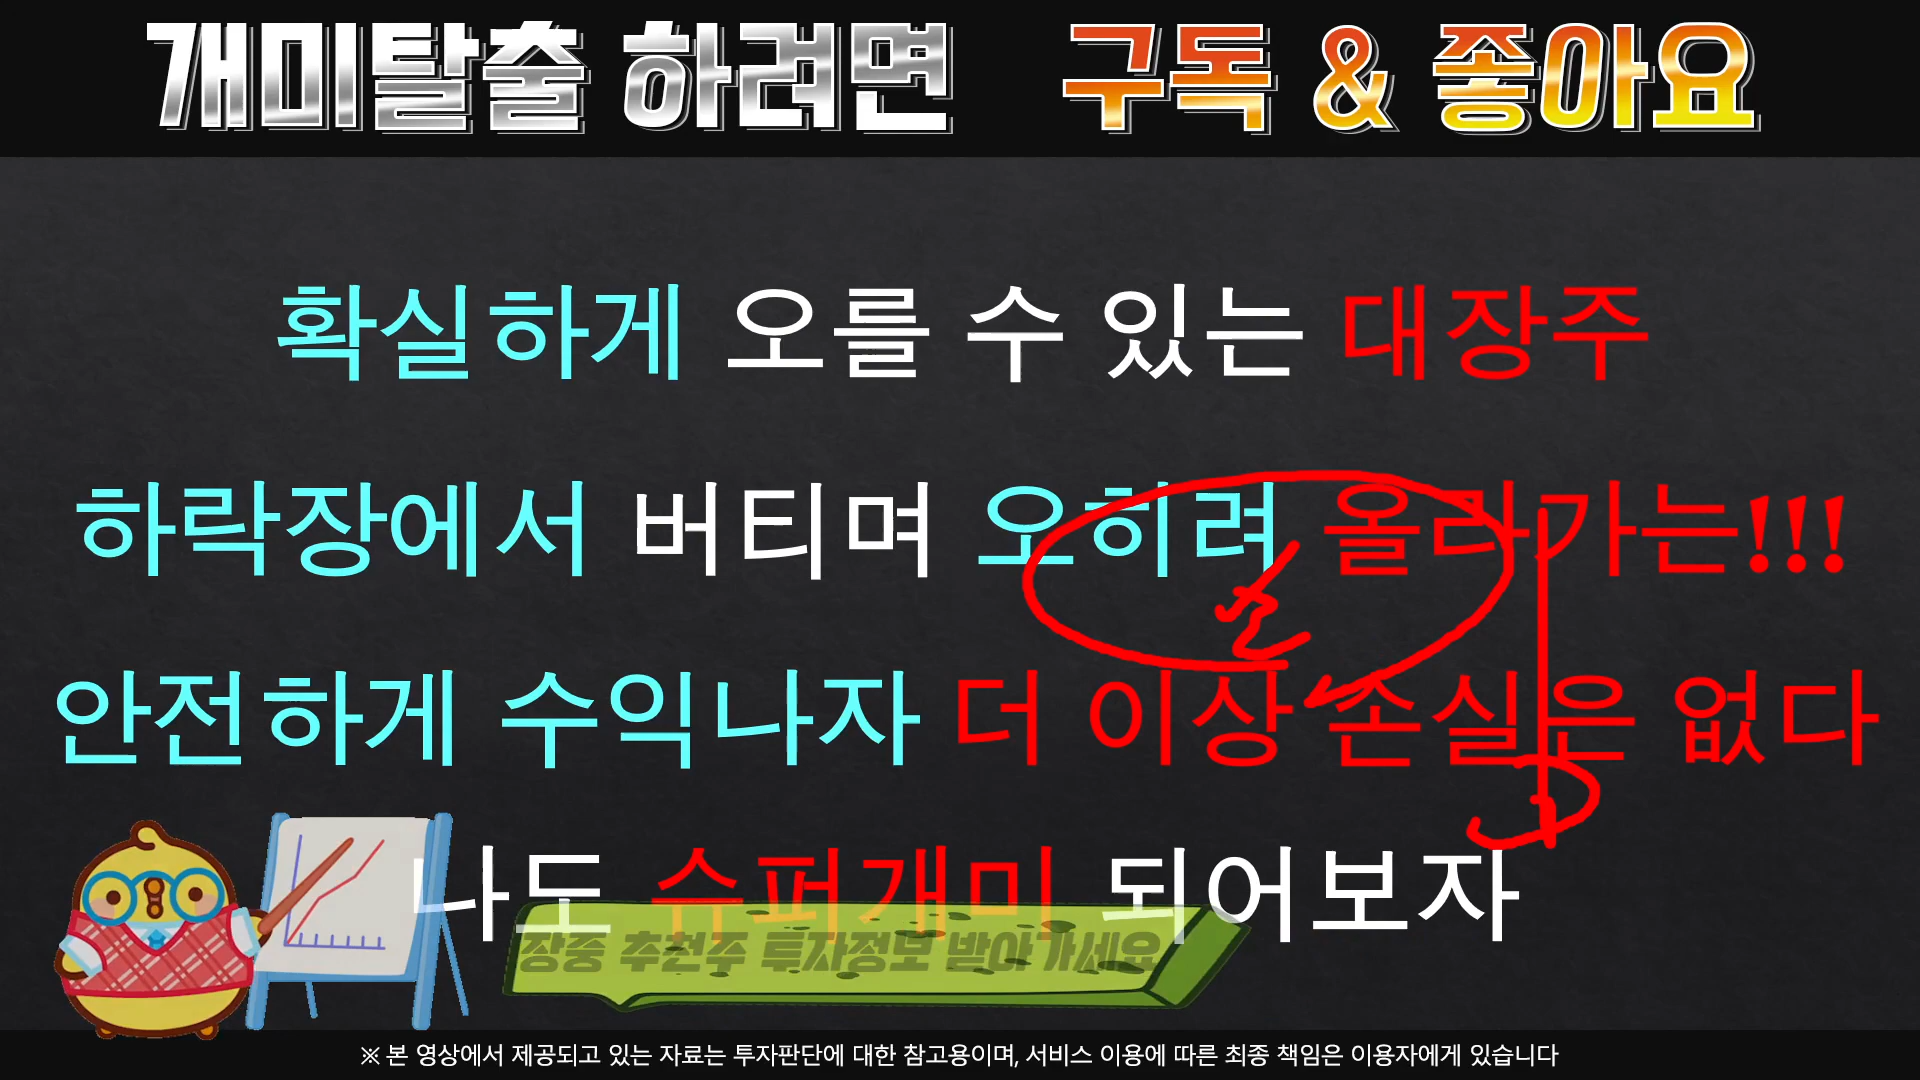 개미탈출 하려면 구독 & 좋아요
확실하게 오를 수 있는 대장주
하락장에서 버티며 오히려 올라가는!!!
안전하게 수익나자 더 이상 손실은 없다
나도 슈퍼개미 되어보자
장중 추천주 투자정보 받아가세요
※ 본 영상에서 제공되고 있는 자료는 투자판단에 대한 참고용이며, 서비스 이용에 따른 최종 책임은 이용자에게 있습니다